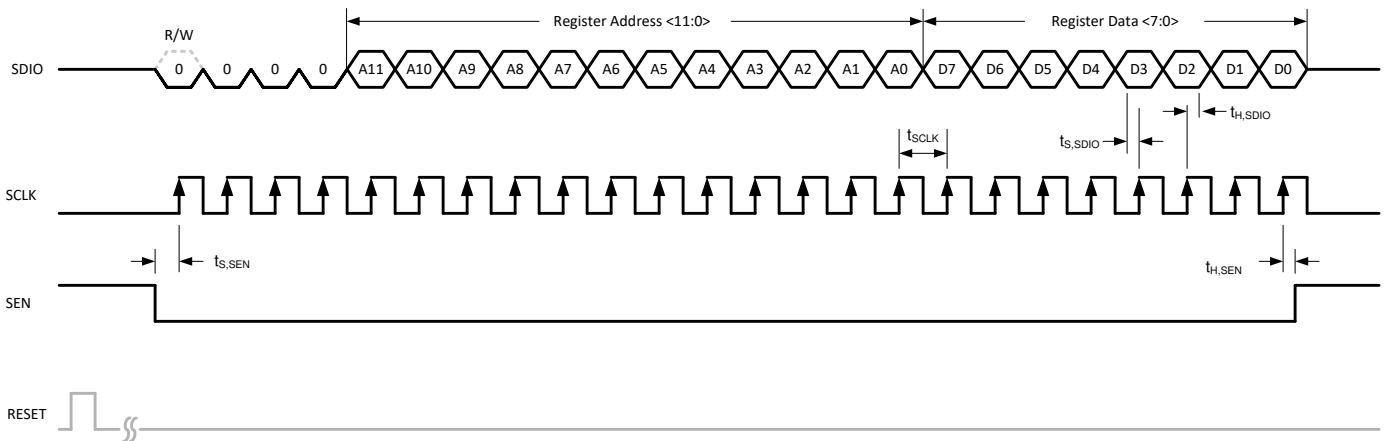 Register Address <11:0> Register Data <7:0>
R/W
SDIO 0 0 0 0 A11 A10 A9 A8 A7 A6 A5 A4 A3 A2 A1 A0 D7 D6 D5 D4 D3 D2 D1 D0
tH,SDIO
tSCLK tS,SDIO
SCLK
tS,SEN tH,SEN
SEN
RESET